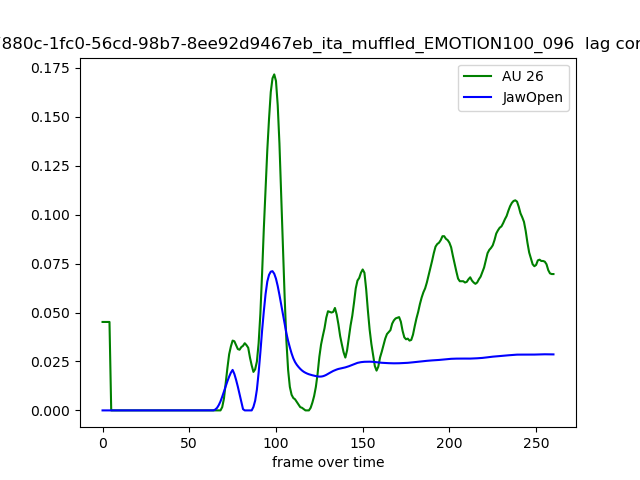 880c-1fc0-56cd-98b7-8ee92d9467eb_ita_muffled_EMOTION100_096 lag cor
0.175
0.150
0.125
0.100
0.075
0.050
0.025
0.000
AU 26
JawOpen
0 50 100 150 200 250
frame over time